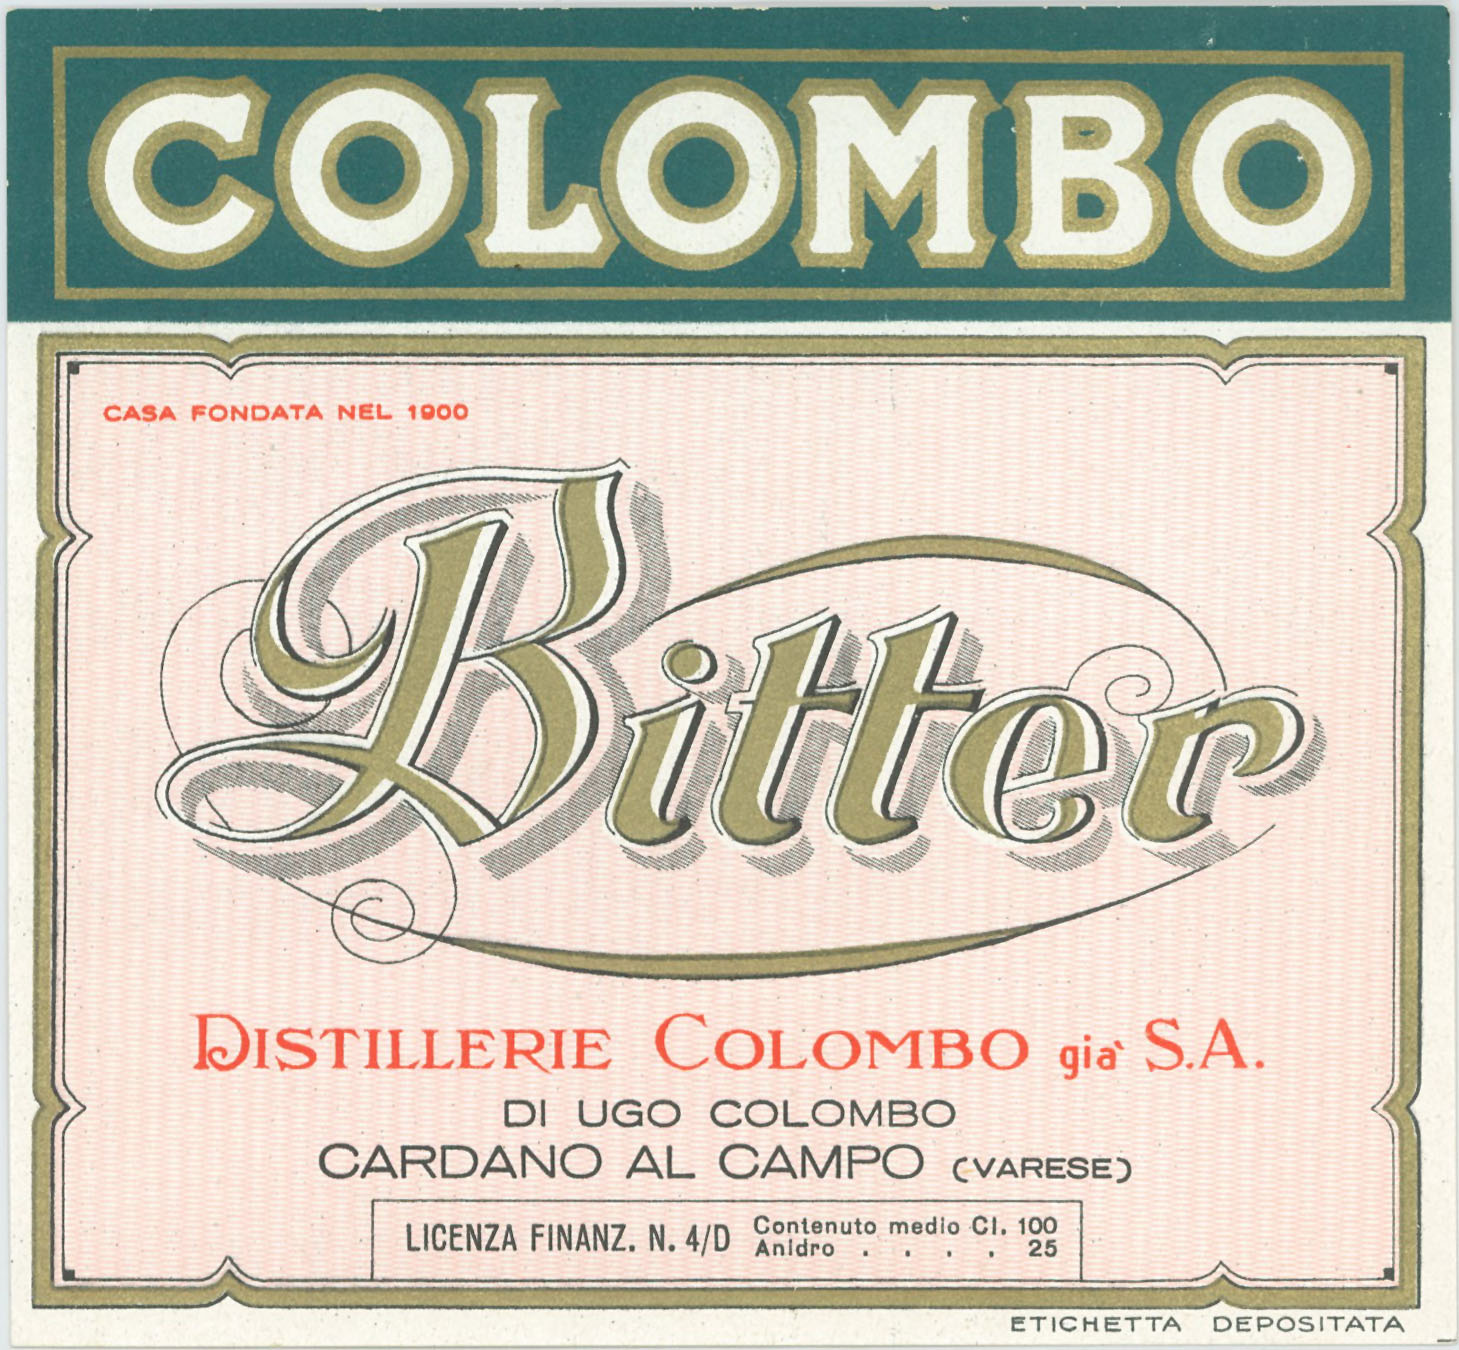 COLOMBO
CASA FONDATA NEL 1900
Bitter
DISTILLERIE COLOMBO già S.A.
DI UGO COLOMBO
CARDANO AL CAMPO (VARESE)
LICENZA FINANZ. N. 4/D
Contenuto medio Cl. 100
Anidro . . . . 25
ETICHETTA DEPOSITATA